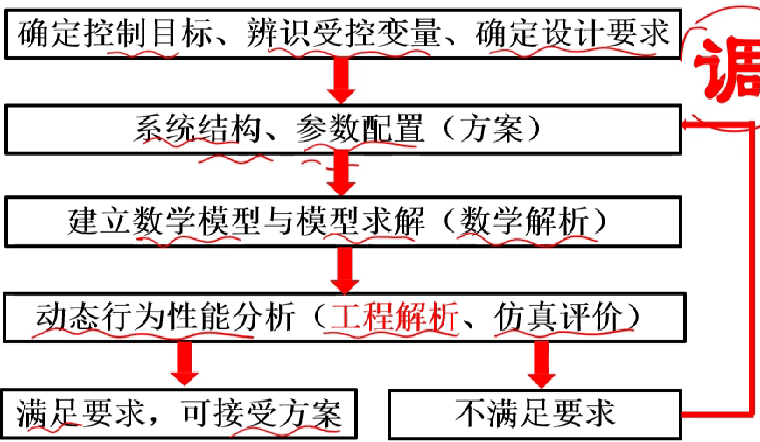 确定控制目标、辨识受控变量、确定设计要求
调
系统结构、参数配置（方案）
建立数学模型与模型求解（数学解析）
动态行为性能分析（工程解析、仿真评价）
满足要求，可接受方案
不满足要求